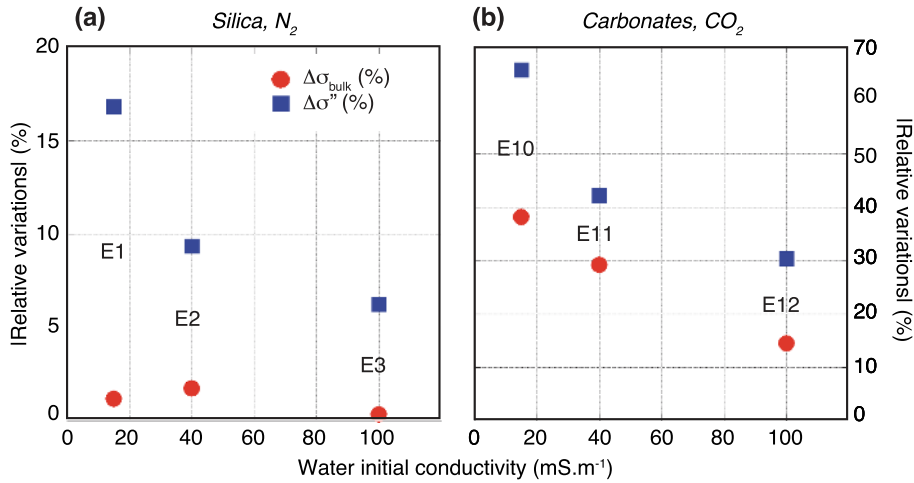 (a)
Silica, N₂
(b)
Carbonates, CO₂
20
15
10
5
0
|Relative variations| (%)
Δσbulk (%)
Δσ” (%)
E1
E2
E3
0
20
40
60
80
100
E10
E11
E12
70
60
50
40
30
20
10
0
|Relative variations| (%)
0
20
40
60
80
100
Water initial conductivity (mS.m⁻¹)